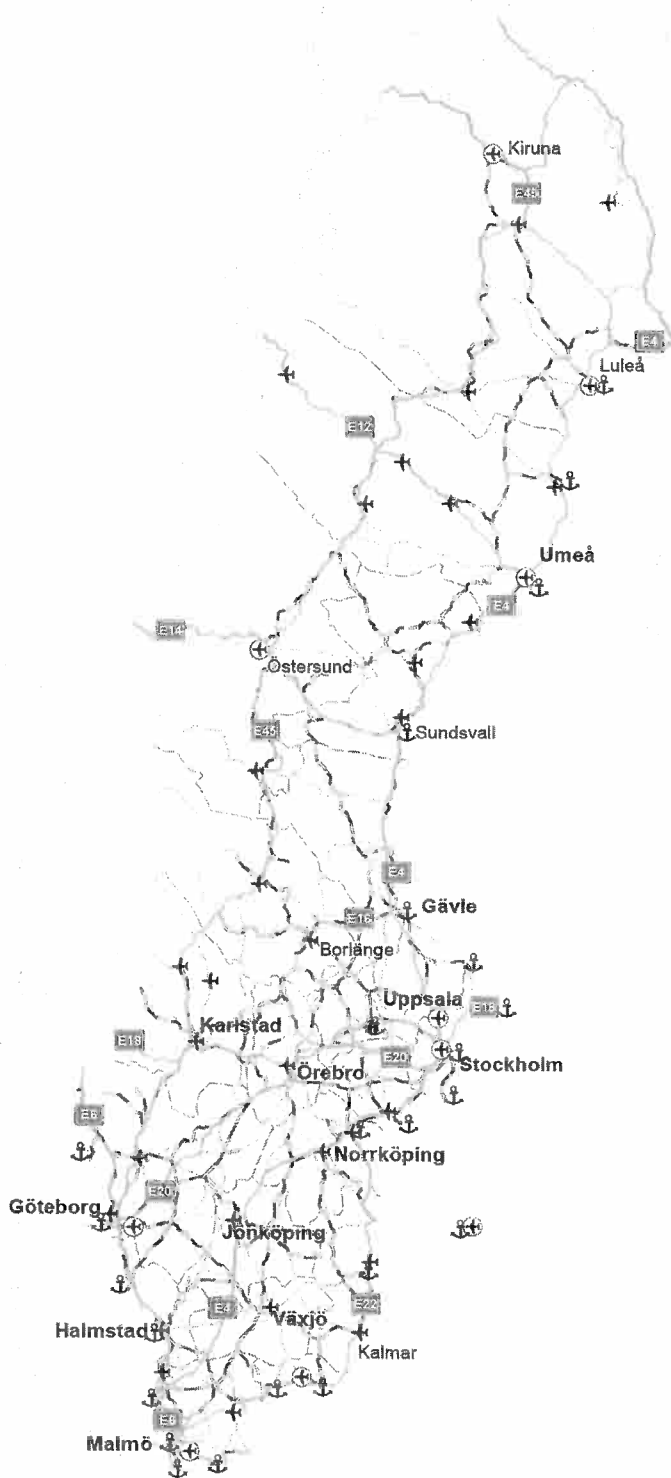 Kiruna
E45
E4
Luleå
E12
Umeå
E4
E14
Östersund
E45
Sundsvall
E4
Gävle
E16
Borlänge
Uppsala
E18
Karlstad
E18
E20
Stockholm
Örebro
E6
Norrköping
E20
Göteborg
Jönköping
E4
E22
Växjö
Halmstad
Kalmar
E6
Malmö